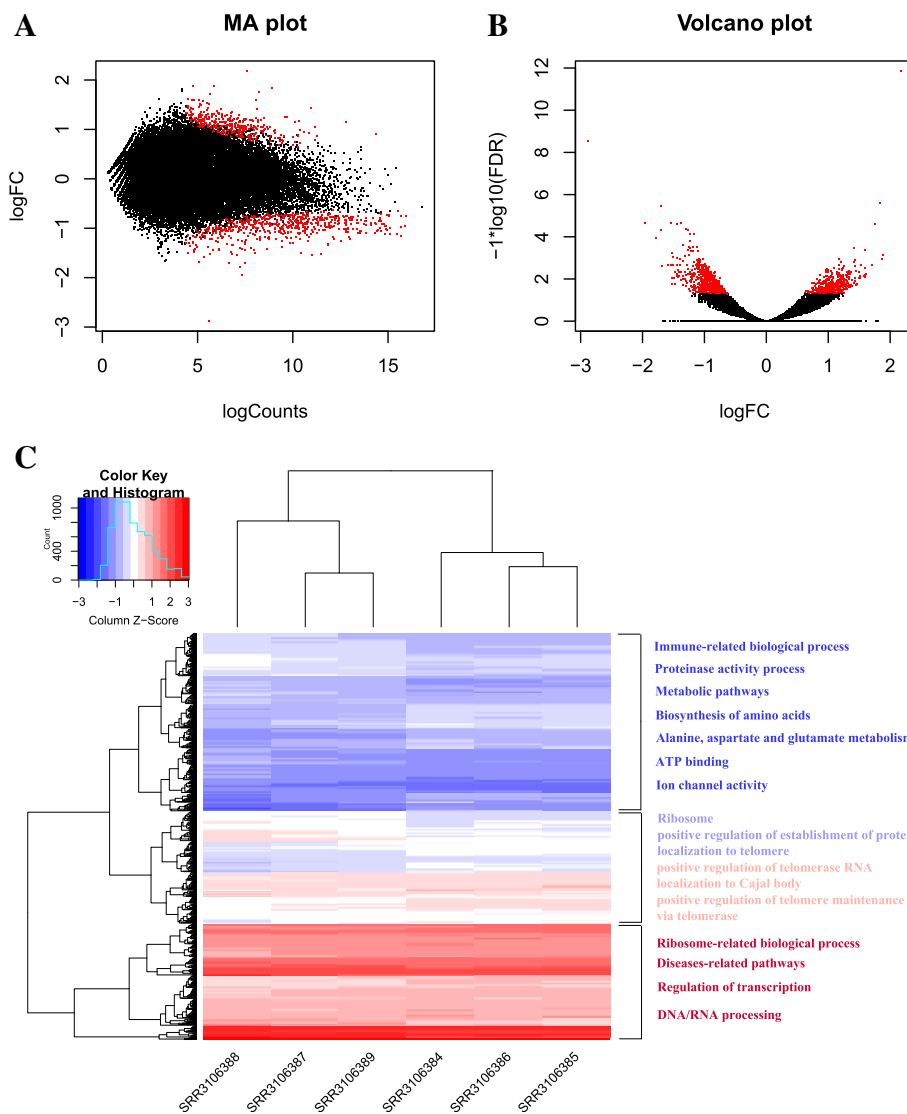 A
MA plot
logFC
2
1
0
−1
−2
−3
0
5
10
15
logCounts
B
Volcano plot
−1*log10(FDR)
12
10
8
6
4
2
0
−3
−2
−1
0
1
2
logFC
C
Color Key
and Histogram
Count
1000
400
0
−3
−1
1
3
Column Z−Score
Immune-related biological process
Proteinase activity process
Metabolic pathways
Biosynthesis of amino acids
Alanine, aspartate and glutamate metabolism
ATP binding
Ion channel activity
Ribosome
positive regulation of establishment of prote
localization to telomere
positive regulation of telomerase RNA
localization to Cajal body
positive regulation of telomere maintenance
via telomerase
Ribosome-related biological process
Diseases-related pathways
Regulation of transcription
DNA/RNA processing
SRR3106388
SRR3106387
SRR3106389
SRR3106384
SRR3106386
SRR3106385